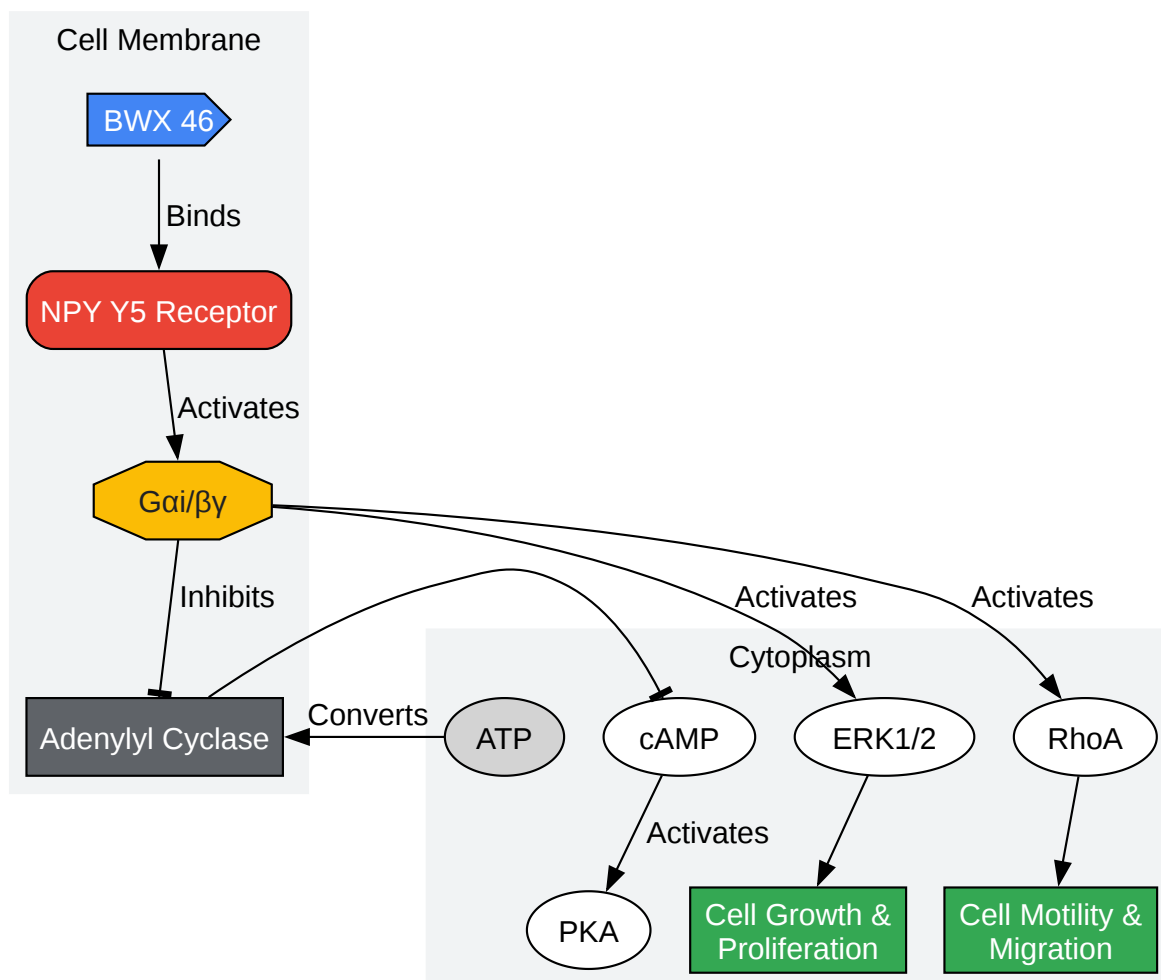 Cell Membrane
BWX 46
Binds
NPY Y5 Receptor
Activates
Gαi/βγ
Inhibits
Activates
Activates
Cytoplasm
Adenylyl Cyclase
Converts
ATP
cAMP
ERK1/2
RhoA
Activates
PKA
Cell Growth &
Proliferation
Cell Motility &
Migration